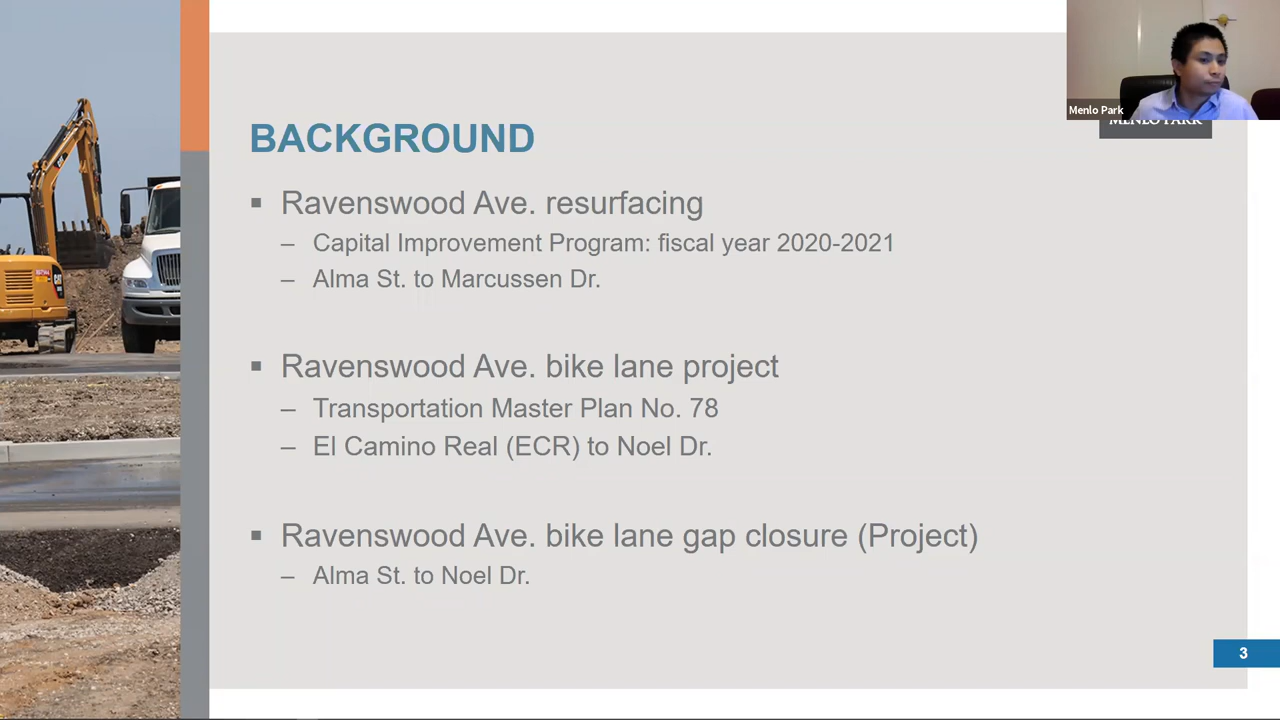 Menlo Park
MENLO PARK
BACKGROUND
▪ Ravenswood Ave. resurfacing
– Capital Improvement Program: fiscal year 2020-2021
– Alma St. to Marcussen Dr.
▪ Ravenswood Ave. bike lane project
– Transportation Master Plan No. 78
– El Camino Real (ECR) to Noel Dr.
▪ Ravenswood Ave. bike lane gap closure (Project)
– Alma St. to Noel Dr.
3